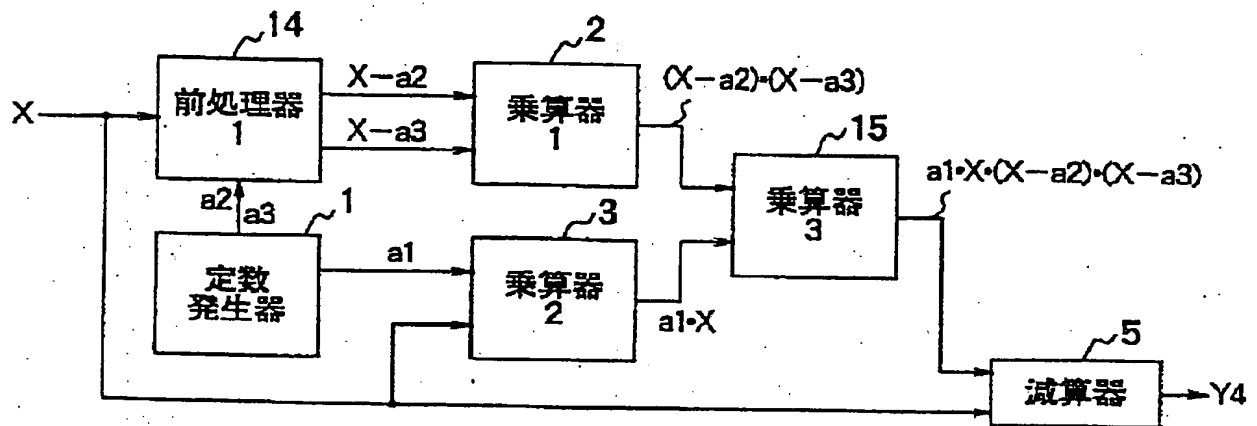 14
2
X
前処理器
1
X−a2
X−a3
乗算器
1
(X−a2)•(X−a3)
15
a2
a3
1
定数
発生器
a1
3
乗算器
2
a1•X
乗算器
3
a1•X•(X−a2)•(X−a3)
5
減算器
Y4